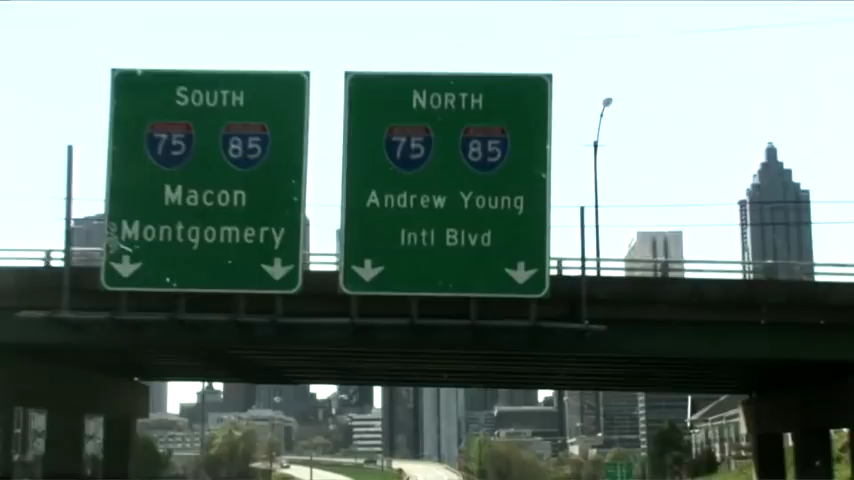 SOUTH
75 85
Macon
Montgomery
NORTH
75 85
Andrew Young
Intl Blvd